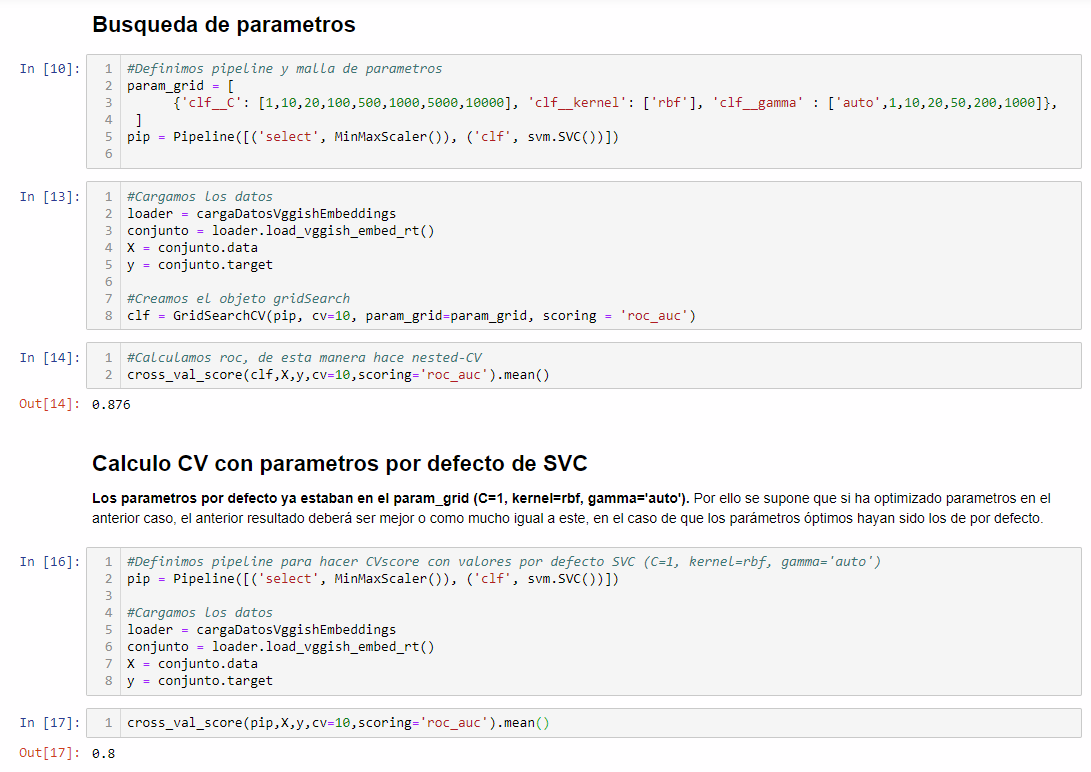 Busqueda de parametros
In [10]:
1 #Definimos pipeline y malla de parametros
2 param_grid = [
3 {'clf__C': [1,10,20,100,500,1000,5000,10000], 'clf__kernel': ['rbf'], 'clf__gamma' : ['auto',1,10,20,50,200,1000]},
4 ]
5 pip = Pipeline([('select', MinMaxScaler()), ('clf', svm.SVC())])
6
In [13]:
1 #Cargamos los datos
2 loader = cargaDatosVggishEmbeddings
3 conjunto = loader.load_vggish_embed_rt()
4 X = conjunto.data
5 y = conjunto.target
6
7 #Creamos el objeto gridSearch
8 clf = GridSearchCV(pip, cv=10, param_grid=param_grid, scoring = 'roc_auc')
In [14]:
1 #Calculamos roc, de esta manera hace nested-CV
2 cross_val_score(clf,X,y,cv=10,scoring='roc_auc').mean()
Out[14]: 0.876
Calculo CV con parametros por defecto de SVC
Los parametros por defecto ya estaban en el param_grid (C=1, kernel=rbf, gamma='auto'). Por ello se supone que si ha optimizado parametros en el
anterior caso, el anterior resultado deberá ser mejor o como mucho igual a este, en el caso de que los parámetros óptimos hayan sido los de por defecto.
In [16]:
1 #Definimos pipeline para hacer CVscore con valores por defecto SVC (C=1, kernel=rbf, gamma='auto')
2 pip = Pipeline([('select', MinMaxScaler()), ('clf', svm.SVC())])
3
4 #Cargamos los datos
5 loader = cargaDatosVggishEmbeddings
6 conjunto = loader.load_vggish_embed_rt()
7 X = conjunto.data
8 y = conjunto.target
In [17]:
1 cross_val_score(pip,X,y,cv=10,scoring='roc_auc').mean()
Out[17]: 0.8